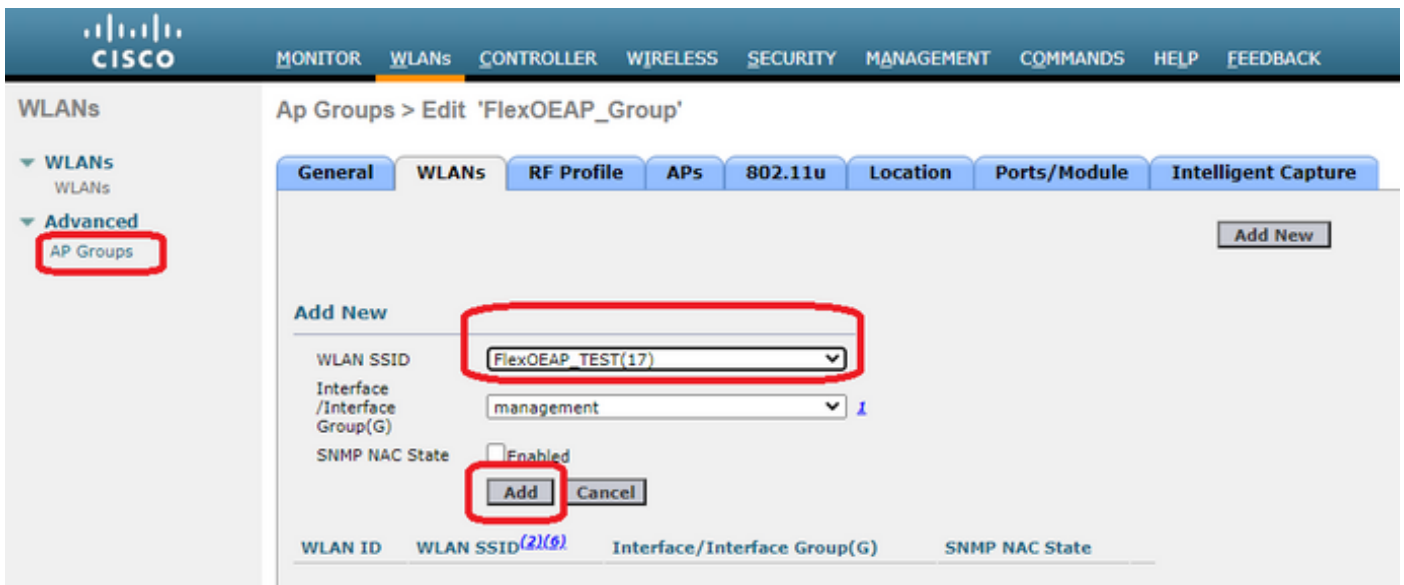 CISCO
MONITOR WLANs CONTROLLER WIRELESS SECURITY MANAGEMENT COMMANDS HELP FEEDBACK
WLANs
Ap Groups > Edit 'FlexOEAP_Group'
WLANs
WLANs
Advanced
AP Groups
General WLANs RF Profile APs 802.11u Location Ports/Module Intelligent Capture
Add New
Add New
WLAN SSID FlexOEAP_TEST(17)
Interface
/Interface
Group(G)
management 1
SNMP NAC State Enabled
Add Cancel
WLAN ID WLAN SSID(2)(6) Interface/Interface Group(G) SNMP NAC State